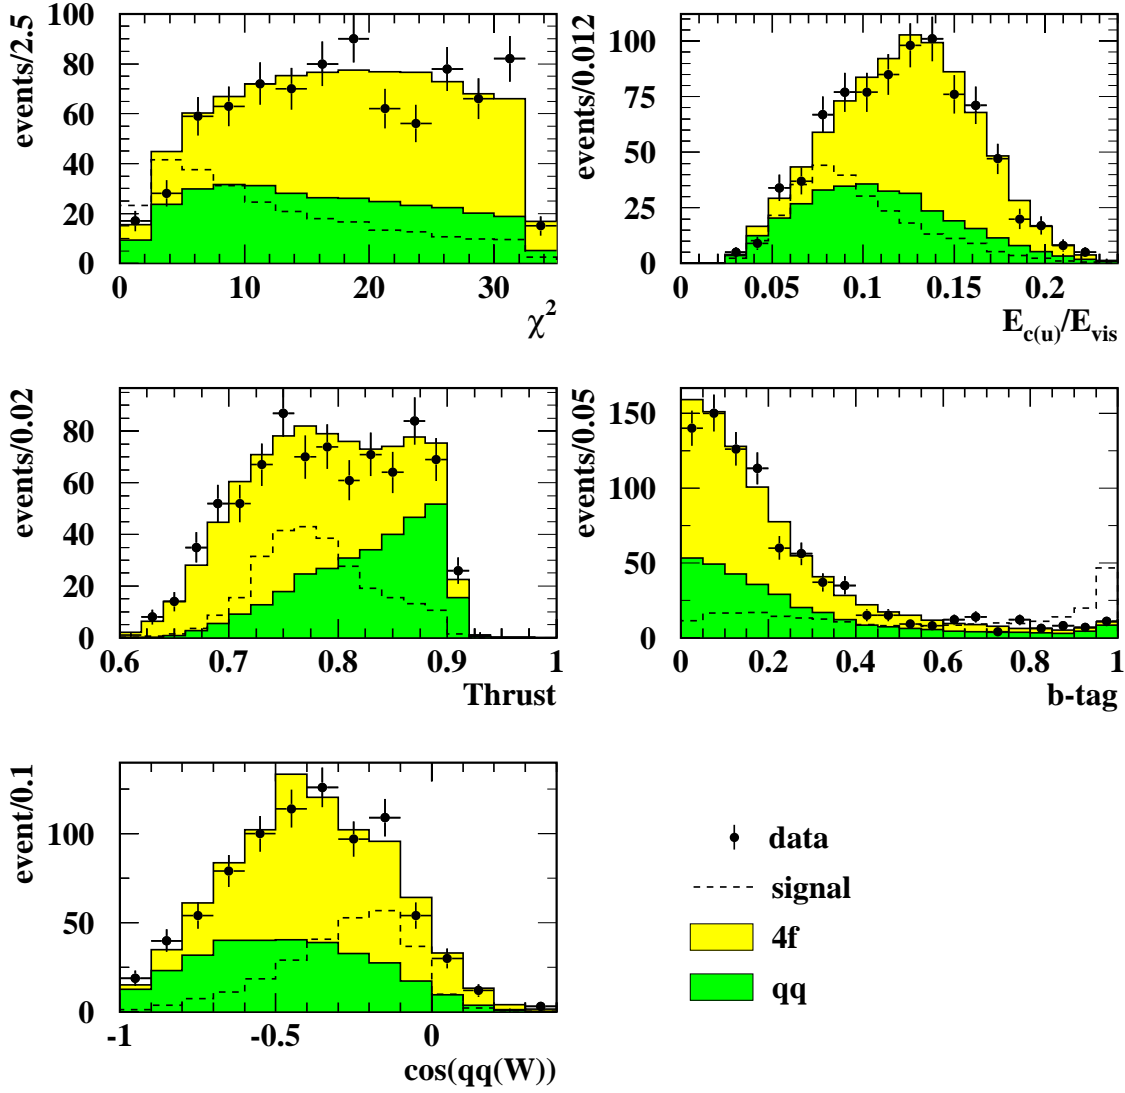 events/2.5
100
80
60
40
20
0
0 10 20 30
χ²
events/0.012
100
75
50
25
0
0 0.05 0.1 0.15 0.2
E_c(u)/E_vis
events/0.02
80
60
40
20
0
0.6 0.7 0.8 0.9 1
Thrust
events/0.05
150
100
50
0
0 0.2 0.4 0.6 0.8 1
b-tag
event/0.1
100
50
0
-1 -0.5 0
cos(qq(W))
data
signal
4f
qq